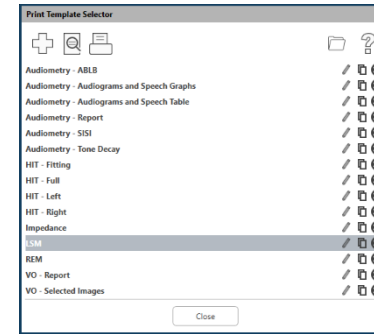 Print Template Selector
Audiometry - ABLB
Audiometry - Audiograms and Speech Graphs
Audiometry - Audiograms and Speech Table
Audiometry - Report
Audiometry - SISI
Audiometry - Tone Decay
HIT - Fitting
HIT - Full
HIT - Left
HIT - Right
Impedance
LSM
REM
VO - Report
VO - Selected Images
Close